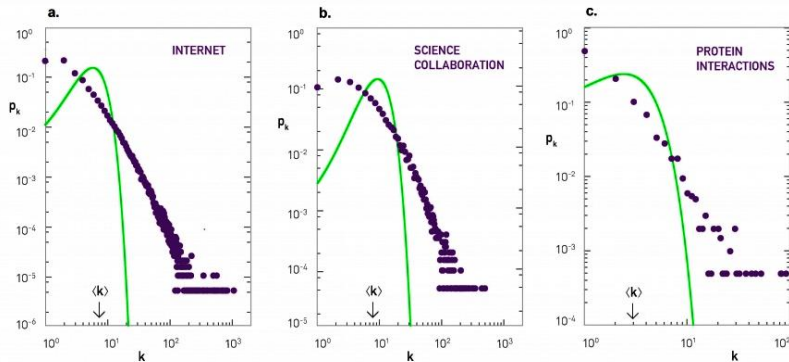 a.
INTERNET
10⁰
10⁻¹
pₖ
10⁻²
10⁻³
10⁻⁴
10⁻⁵
10⁻⁶
⟨k⟩
10⁰
10¹
10²
10³
k
b.
SCIENCE
COLLABORATION
10⁰
10⁻¹
pₖ
10⁻²
10⁻³
10⁻⁴
10⁻⁵
⟨k⟩
10⁰
10¹
10²
10³
k
c.
PROTEIN
INTERACTIONS
10⁰
10⁻¹
pₖ
10⁻²
10⁻³
10⁻⁴
⟨k⟩
10⁰
10¹
k